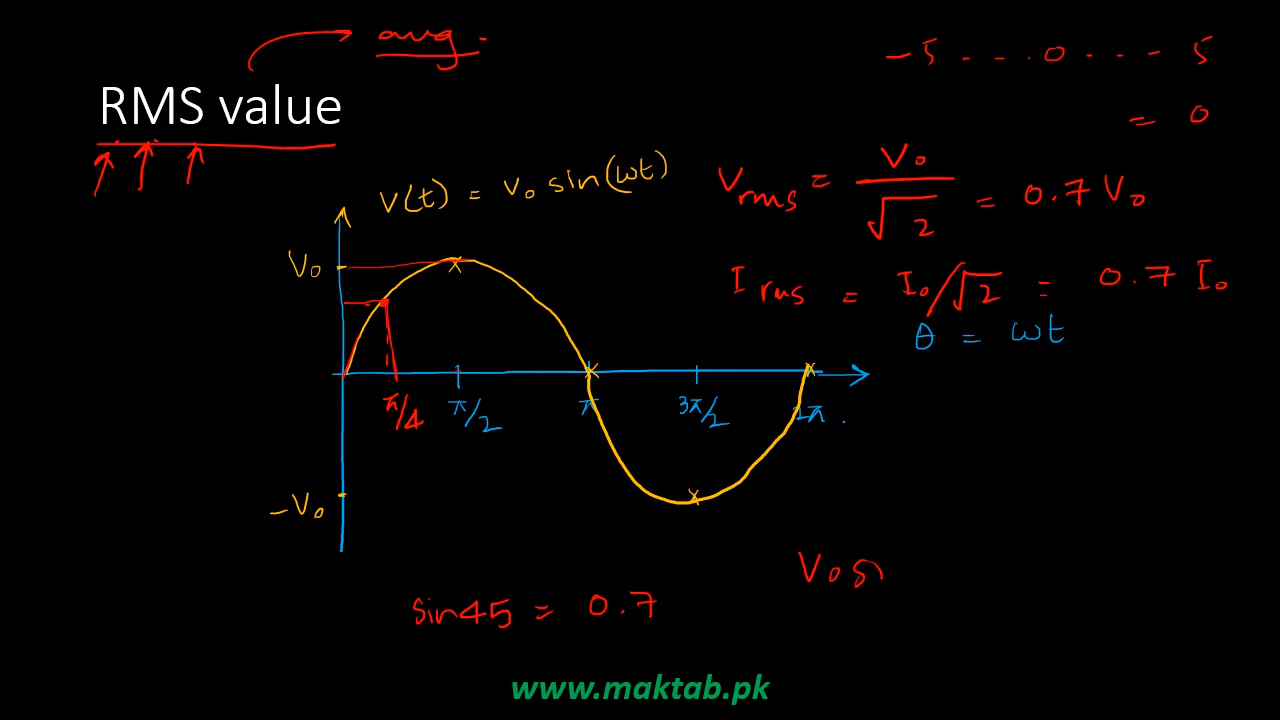 avg.
-5 . . . 0 . . . - 5
RMS value
= 0
V(t) = V₀ sin(ωt)
Vrms = V₀/√2 = 0.7 V₀
V₀
Irms = I₀/√2 = 0.7 I₀
θ = ωt
π/4 π/2 π 3π/2 2π .
-V₀
V₀ si
sin45 = 0.7
www.maktab.pk